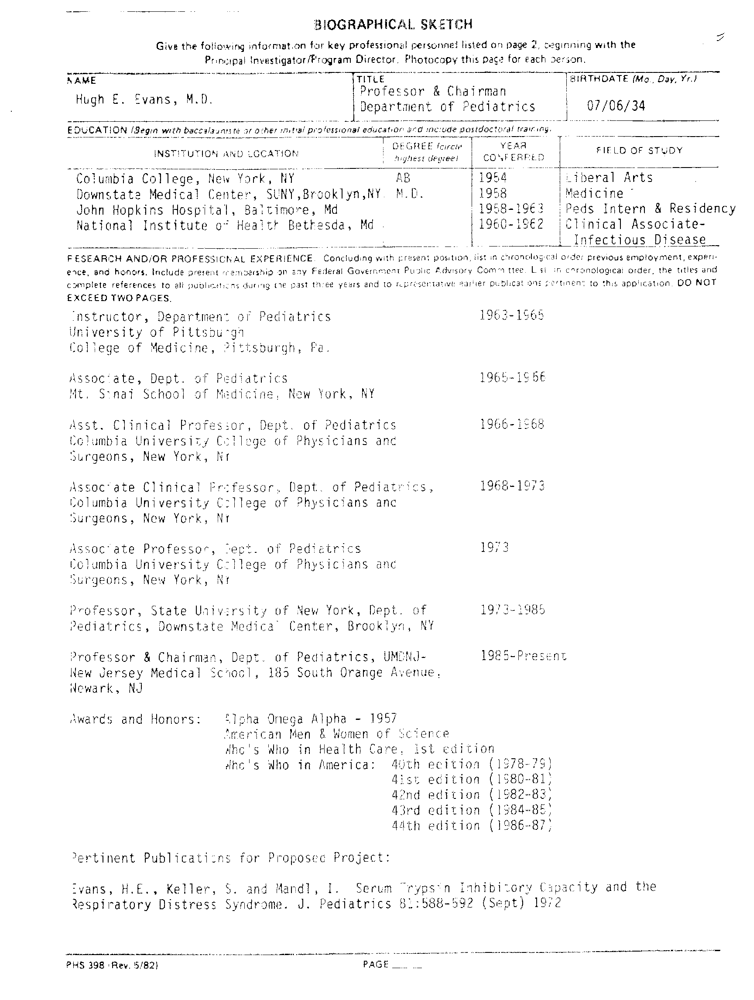 BIOGRAPHICAL SKETCH
Give the following information for key professional personnel listed on page 2, beginning with the
Principal Investigator/Program Director. Photocopy this page for each person.
NAME TITLE BIRTHDATE (Mo., Day, Yr.)
Hugh E. Evans, M.D. Professor & Chairman
Department of Pediatrics 07/06/34
EDUCATION (Begin with baccalaureate or other initial professional education and include postdoctoral training.
INSTITUTION AND LOCATION DEGREE (circle highest degree) YEAR CONFERRED FIELD OF STUDY
Columbia College, New York, NY AB 1954 Liberal Arts
Downstate Medical Center, SUNY,Brooklyn,NY M.D. 1958 Medicine
John Hopkins Hospital, Baltimore, Md 1958-1963 Peds Intern & Residency
National Institute of Health Bethesda, Md 1960-1962 Clinical Associate-
Infectious Disease
RESEARCH AND/OR PROFESSIONAL EXPERIENCE. Concluding with present position, list in chronological order previous employment, experi-
ence, and honors. Include present membership on any Federal Government Public Advisory Committee. List in chronological order, the titles and
complete references to all publications during the past three years and to representative earlier publications pertinent to this application. DO NOT
EXCEED TWO PAGES.
Instructor, Department of Pediatrics 1963-1965
University of Pittsburgh
College of Medicine, Pittsburgh, Pa.
Associate, Dept. of Pediatrics 1965-1966
Mt. Sinai School of Medicine, New York, NY
Asst. Clinical Professor, Dept. of Pediatrics 1966-1968
Columbia University College of Physicians and
Surgeons, New York, NY
Associate Clinical Professor, Dept. of Pediatrics, 1968-1973
Columbia University College of Physicians and
Surgeons, New York, NY
Associate Professor, Dept. of Pediatrics 1973
Columbia University College of Physicians and
Surgeons, New York, NY
Professor, State University of New York, Dept. of 1973-1985
Pediatrics, Downstate Medical Center, Brooklyn, NY
Professor & Chairman, Dept. of Pediatrics, UMDNJ- 1985-Present
New Jersey Medical School, 185 South Orange Avenue,
Newark, NJ
Awards and Honors: Alpha Omega Alpha - 1957
American Men & Women of Science
Who's Who in Health Care, 1st edition
Who's Who in America: 40th edition (1978-79)
41st edition (1980-81)
42nd edition (1982-83)
43rd edition (1984-85)
44th edition (1986-87)
Pertinent Publications for Proposed Project:
Evans, H.E., Keller, S. and Mandl, I. Serum Trypsin Inhibitory Capacity and the
Respiratory Distress Syndrome. J. Pediatrics 81:588-592 (Sept) 1972
PHS 398 (Rev. 5/82) PAGE